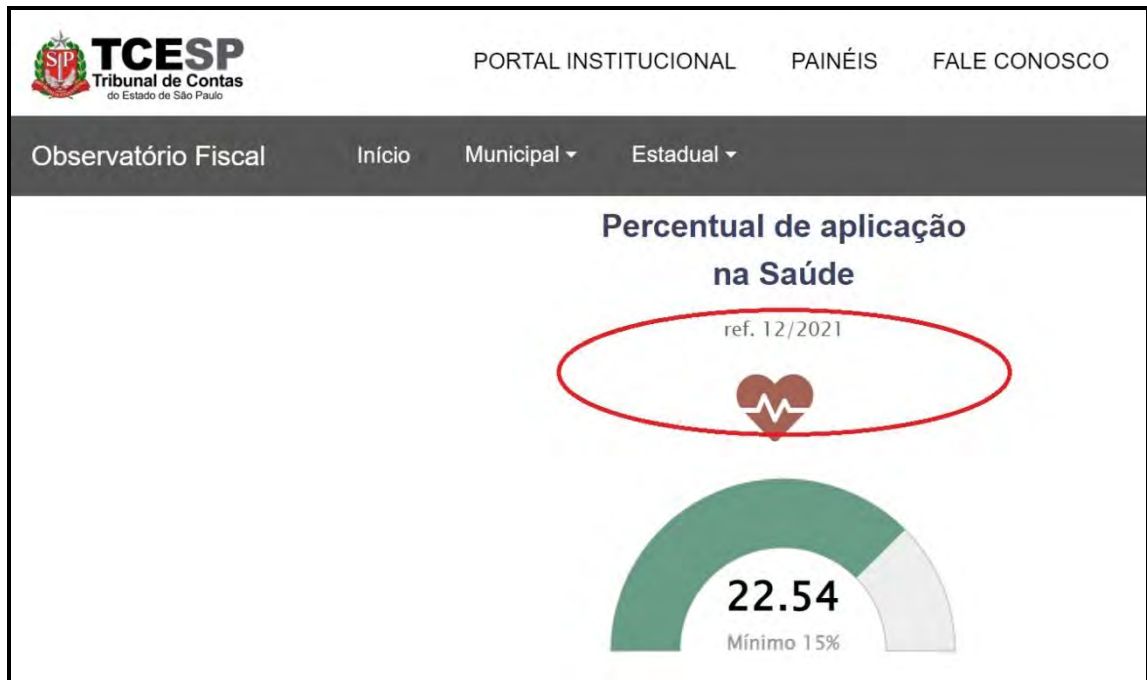 TCESP
Tribunal de Contas
do Estado de São Paulo
PORTAL INSTITUCIONAL PAINÉIS FALE CONOSCO
Observatório Fiscal Início Municipal Estadual
Percentual de aplicação
na Saúde
ref. 12/2021
22.54
Mínimo 15%